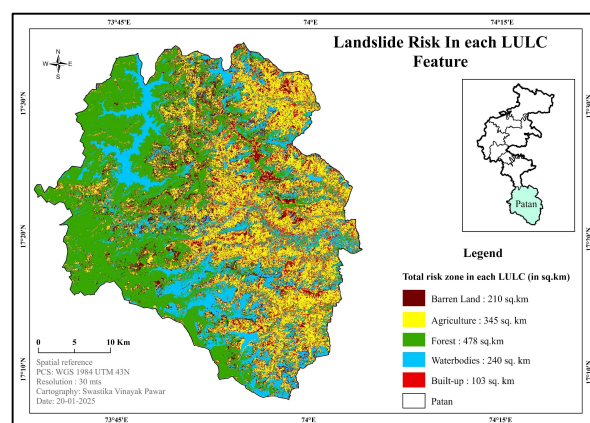 73°45'E 74°E 74°15'E
Landslide Risk In each LULC
Feature
N
W E
S
17°30'N
17°30'N
17°20'N
17°20'N
17°10'N
17°10'N
Patan
Legend
Total risk zone in each LULC (in sq.km)
Barren Land : 210 sq.km
Agriculture : 345 sq. km
Forest : 478 sq.km
Waterbodies : 240 sq. km
Built-up : 103 sq. km
Patan
0 5 10 Km
Spatial reference
PCS: WGS 1984 UTM 43N
Resolution : 30 mts
Cartography: Swastika Vinayak Pawar
Date: 20-01-2025
73°45'E 74°E 74°15'E